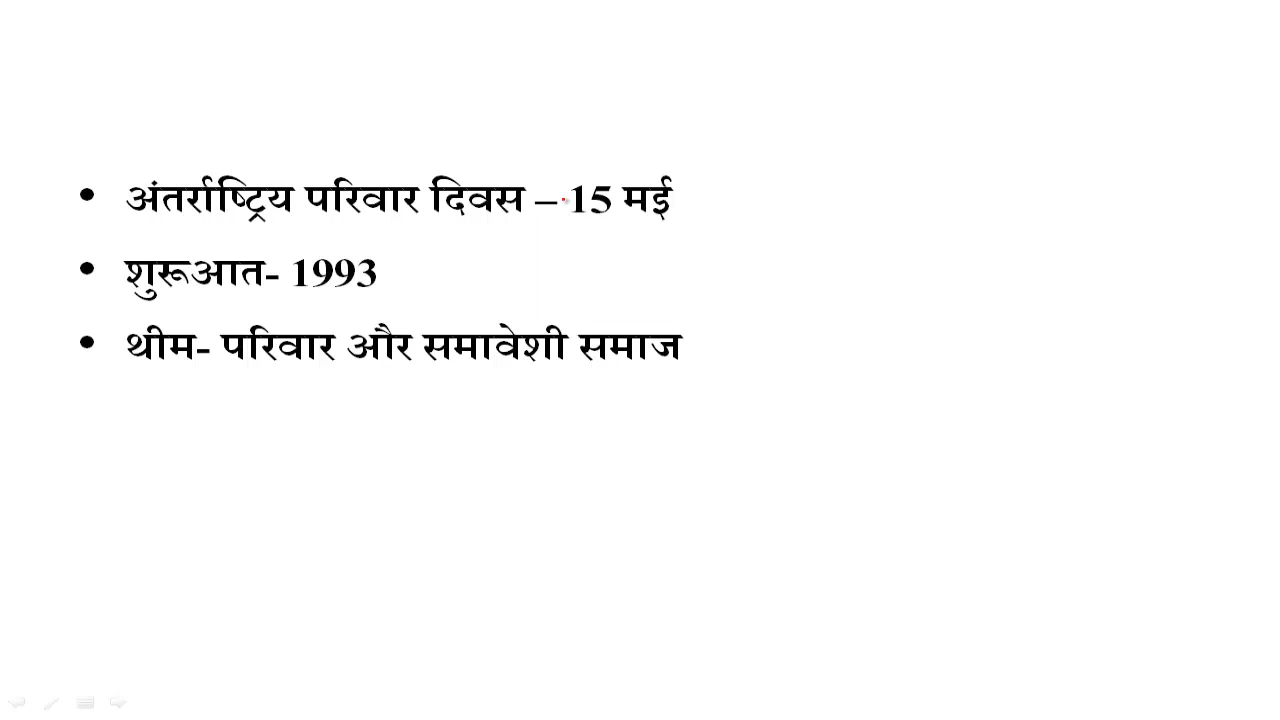 • अंतर्राष्ट्रिय परिवार दिवस – 15 मई
• शुरूआत- 1993
• थीम- परिवार और समावेशी समाज